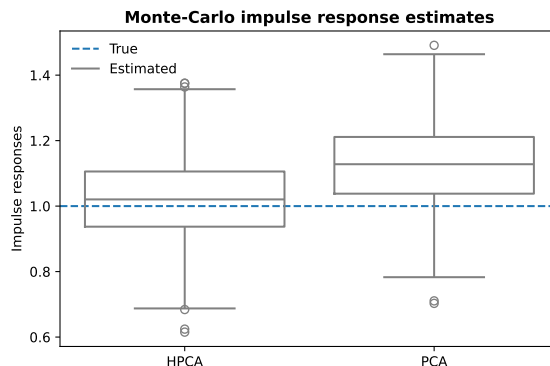 Monte-Carlo impulse response estimates
True
Estimated
Impulse responses
1.4
1.2
1.0
0.8
0.6
HPCA
PCA